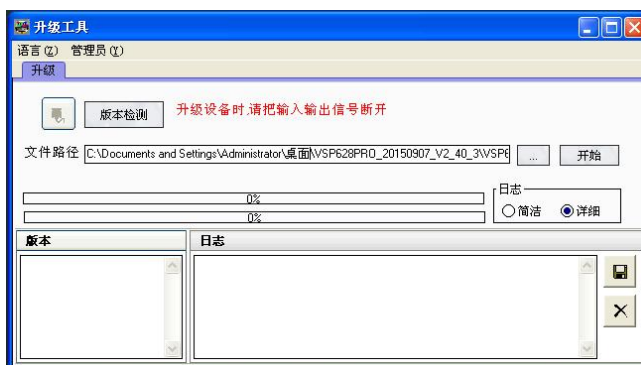 升级工具
语言(Z) 管理员(Y)
升级
版本检测
升级设备时,请把输入输出信号断开
文件路径 C:\Documents and Settings\Administrator\桌面\VSP628PRO_20150907_V2_40_3\VSP6 ... 开始
0%
0%
日志
简洁 详细
版本 日志